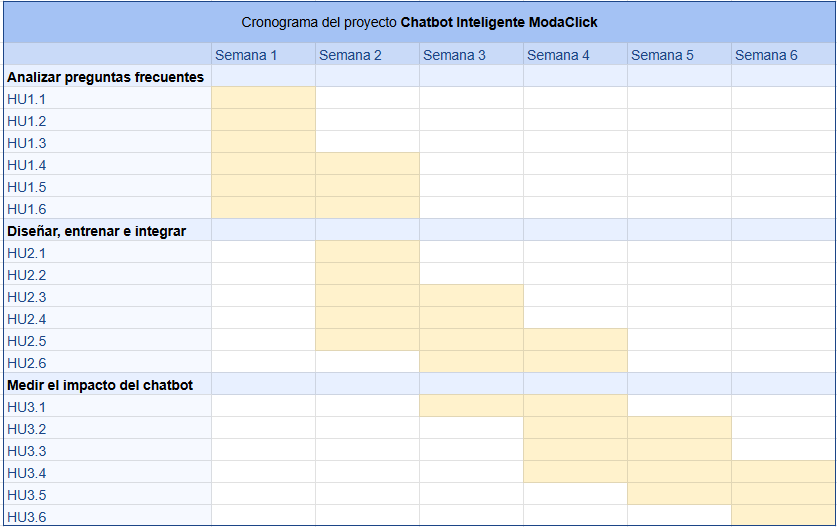 Cronograma del proyecto Chatbot Inteligente ModaClick
Semana 1 Semana 2 Semana 3 Semana 4 Semana 5 Semana 6
Analizar preguntas frecuentes
HU1.1
HU1.2
HU1.3
HU1.4
HU1.5
HU1.6
Diseñar, entrenar e integrar
HU2.1
HU2.2
HU2.3
HU2.4
HU2.5
HU2.6
Medir el impacto del chatbot
HU3.1
HU3.2
HU3.3
HU3.4
HU3.5
HU3.6